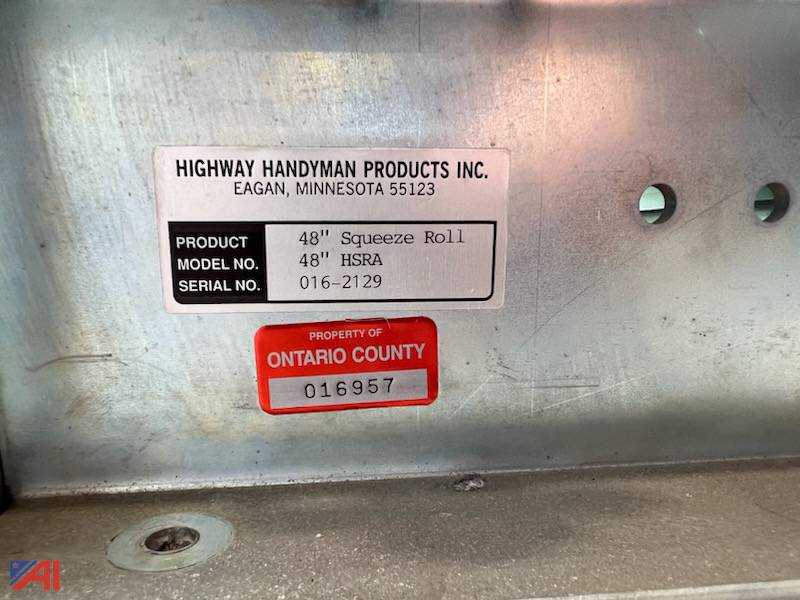 HIGHWAY HANDYMAN PRODUCTS INC.
EAGAN, MINNESOTA 55123
PRODUCT 48" Squeeze Roll
MODEL NO. 48" HSRA
SERIAL NO. 016-2129
PROPERTY OF
ONTARIO COUNTY
016957
AI